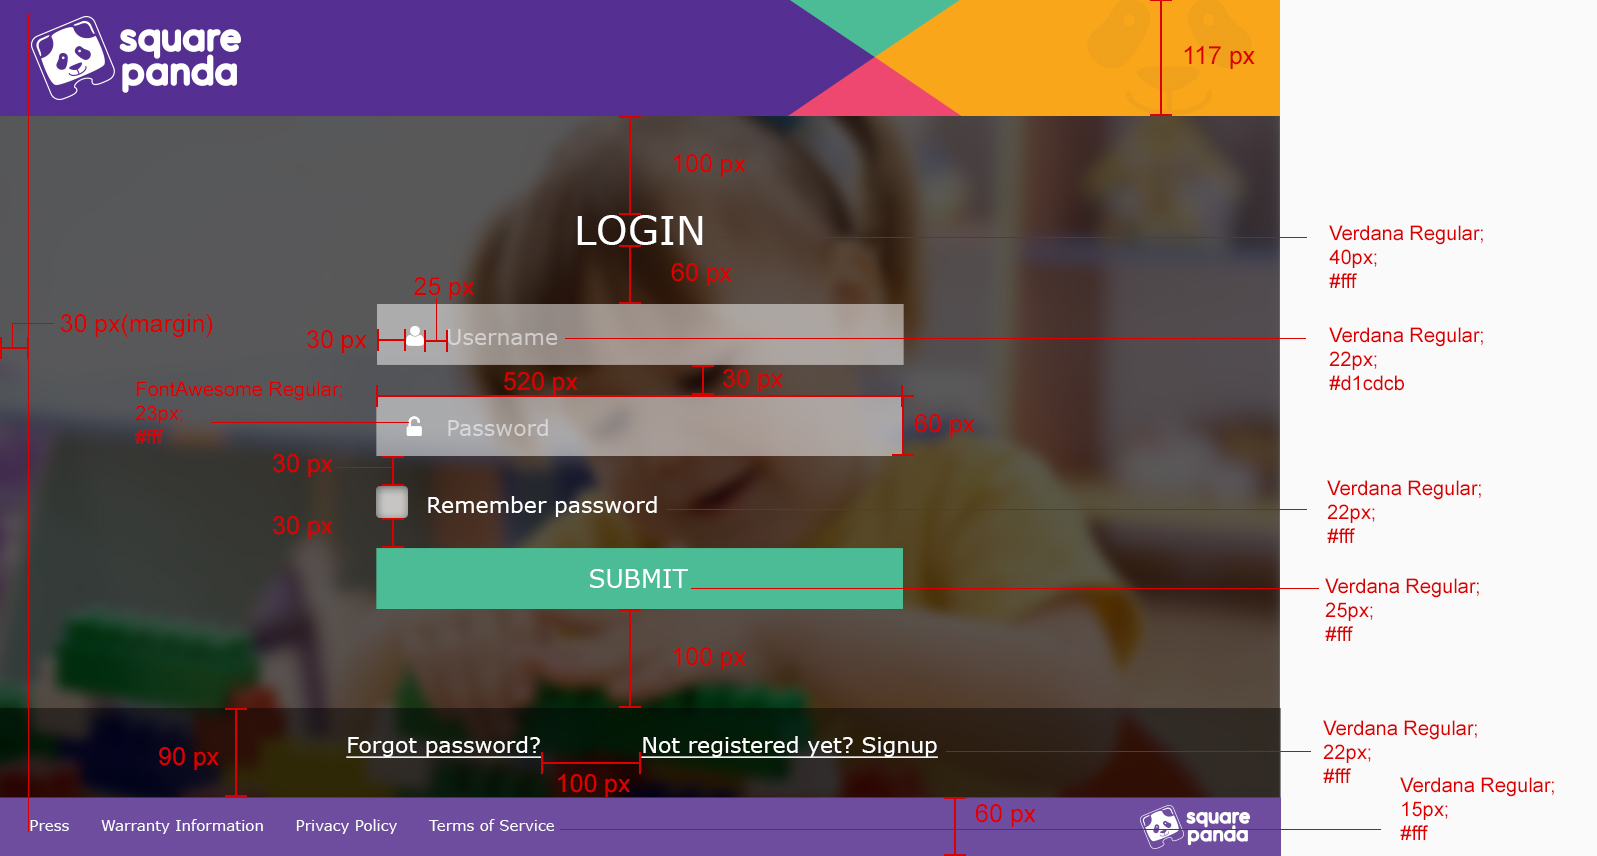 square
panda
117 px
100 px
LOGIN
Verdana Regular;
40px;
#fff
60 px
25 px
30 px(margin)
30 px
Username
Verdana Regular;
22px;
#d1cdcb
FontAwesome Regular;
23px;
#fff
520 px
30 px
Password
60 px
30 px
Remember password
Verdana Regular;
22px;
#fff
30 px
SUBMIT
Verdana Regular;
25px;
#fff
100 px
90 px
Forgot password?
Not registered yet? Signup
Verdana Regular;
22px;
#fff
100 px
Verdana Regular;
15px;
#fff
60 px
Press
Warranty Information
Privacy Policy
Terms of Service
square
panda